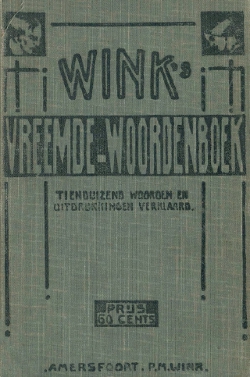 WINK's
VREEMDE-WOORDENBOEK
TIENDUIZEND WOORDEN EN
UITDRUKKINGEN VERKLAARD.
PRIJS
60 CENTS
.AMERSFOORT. P.M.WINK.